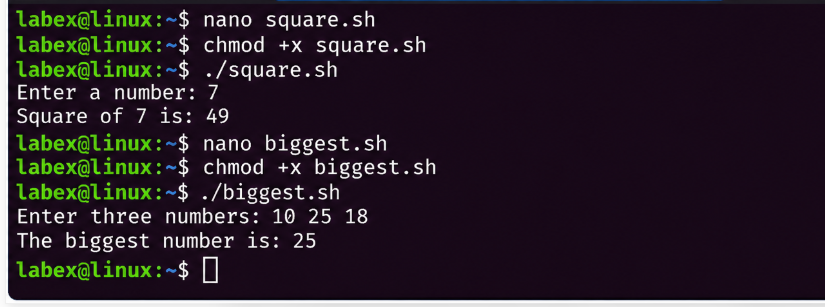 labex@linux:~$ nano square.sh
labex@linux:~$ chmod +x square.sh
labex@linux:~$ ./square.sh
Enter a number: 7
Square of 7 is: 49
labex@linux:~$ nano biggest.sh
labex@linux:~$ chmod +x biggest.sh
labex@linux:~$ ./biggest.sh
Enter three numbers: 10 25 18
The biggest number is: 25
labex@linux:~$